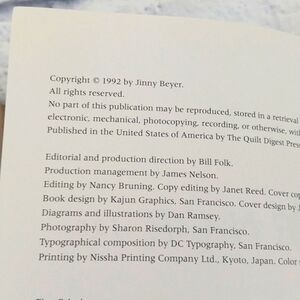 Copyright © 1992 by Jinny Beyer.
All rights reserved.
No part of this publication may be reproduced, stored in a retrieval
electronic, mechanical, photocopying, recording, or otherwise, with
Published in the United States of America by The Quilt Digest Press
Editorial and production direction by Bill Folk.
Production management by James Nelson.
Editing by Nancy Bruning. Copy editing by Janet Reed. Cover cop
Book design by Kajun Graphics, San Francisco. Cover design by J
Diagrams and illustrations by Dan Ramsey.
Photography by Sharon Risedorph, San Francisco.
Typographical composition by DC Typography, San Francisco.
Printing by Nissha Printing Company Ltd., Kyoto, Japan. Color